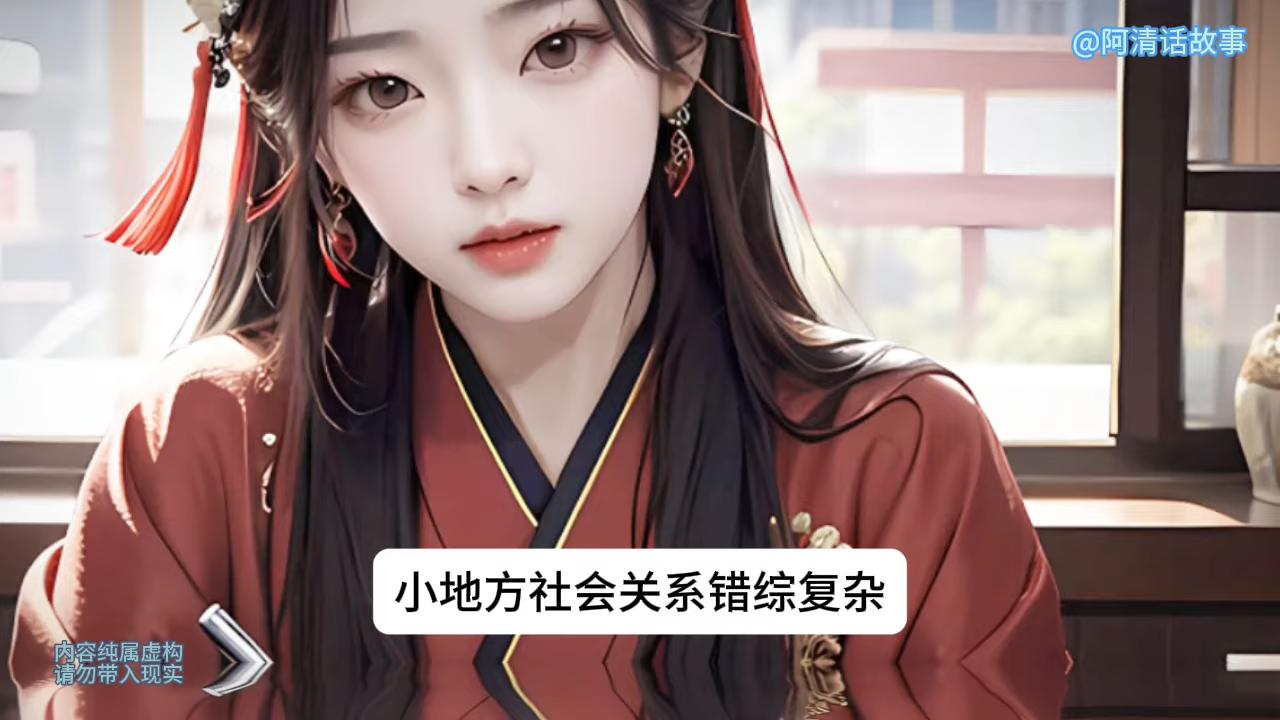 @阿清话故事
小地方社会关系错综复杂
内容纯属虚构
请勿带入现实